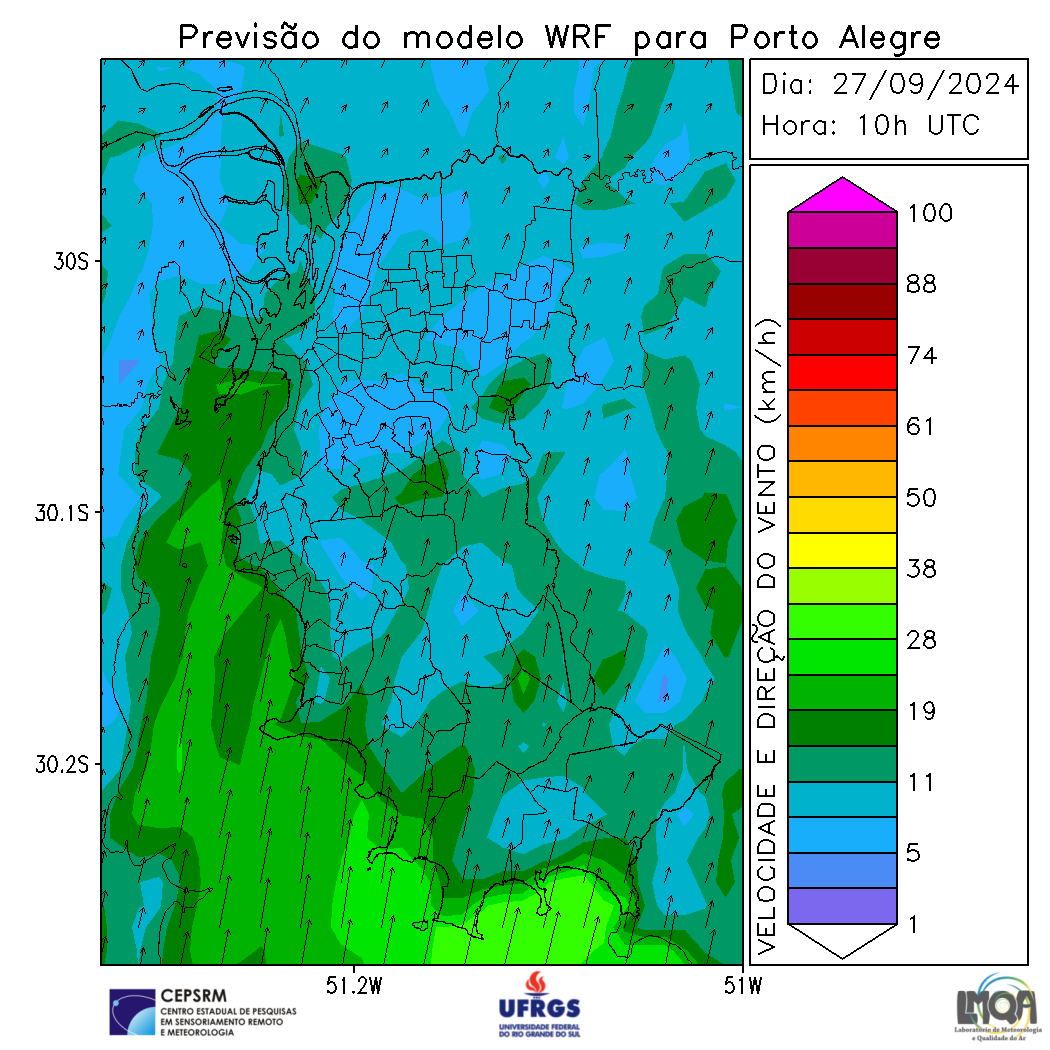 Previsão do modelo WRF para Porto Alegre
Dia: 27/09/2024
Hora: 10h UTC
30S
30.1S
30.2S
51.2W
51W
VELOCIDADE E DIREÇÃO DO VENTO (km/h)
100
88
74
61
50
38
28
19
11
5
1
CEPSRM
CENTRO ESTADUAL DE PESQUISAS
EM SENSORIAMENTO REMOTO
E METEOROLOGIA
UFRGS
UNIVERSIDADE FEDERAL
DO RIO GRANDE DO SUL
LMQA
Laboratório de Meteorologia
e Qualidade do Ar